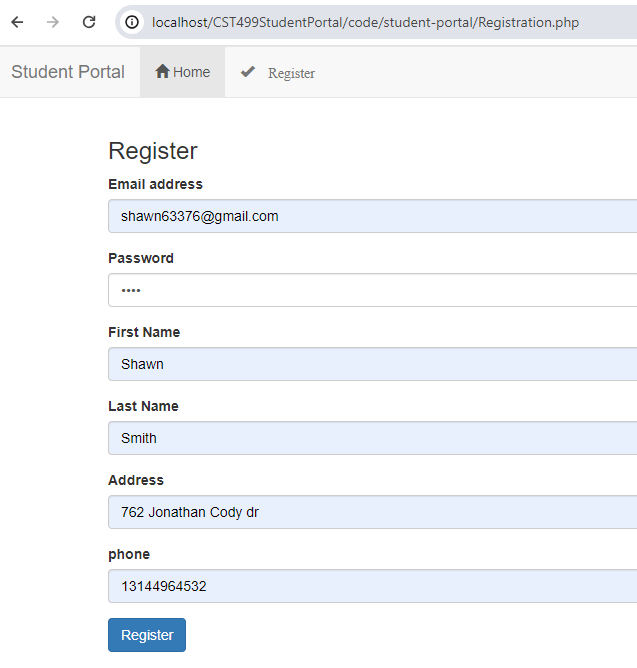 localhost/CST499StudentPortal/code/student-portal/Registration.php
Student Portal Home Register
Register
Email address
shawn63376@gmail.com
Password
••••
First Name
Shawn
Last Name
Smith
Address
762 Jonathan Cody dr
phone
13144964532
Register